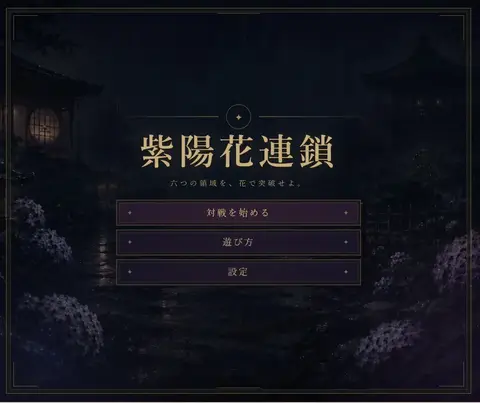 紫陽花連鎖
六つの領域を、花で突破せよ。
対戦を始める
遊び方
設定